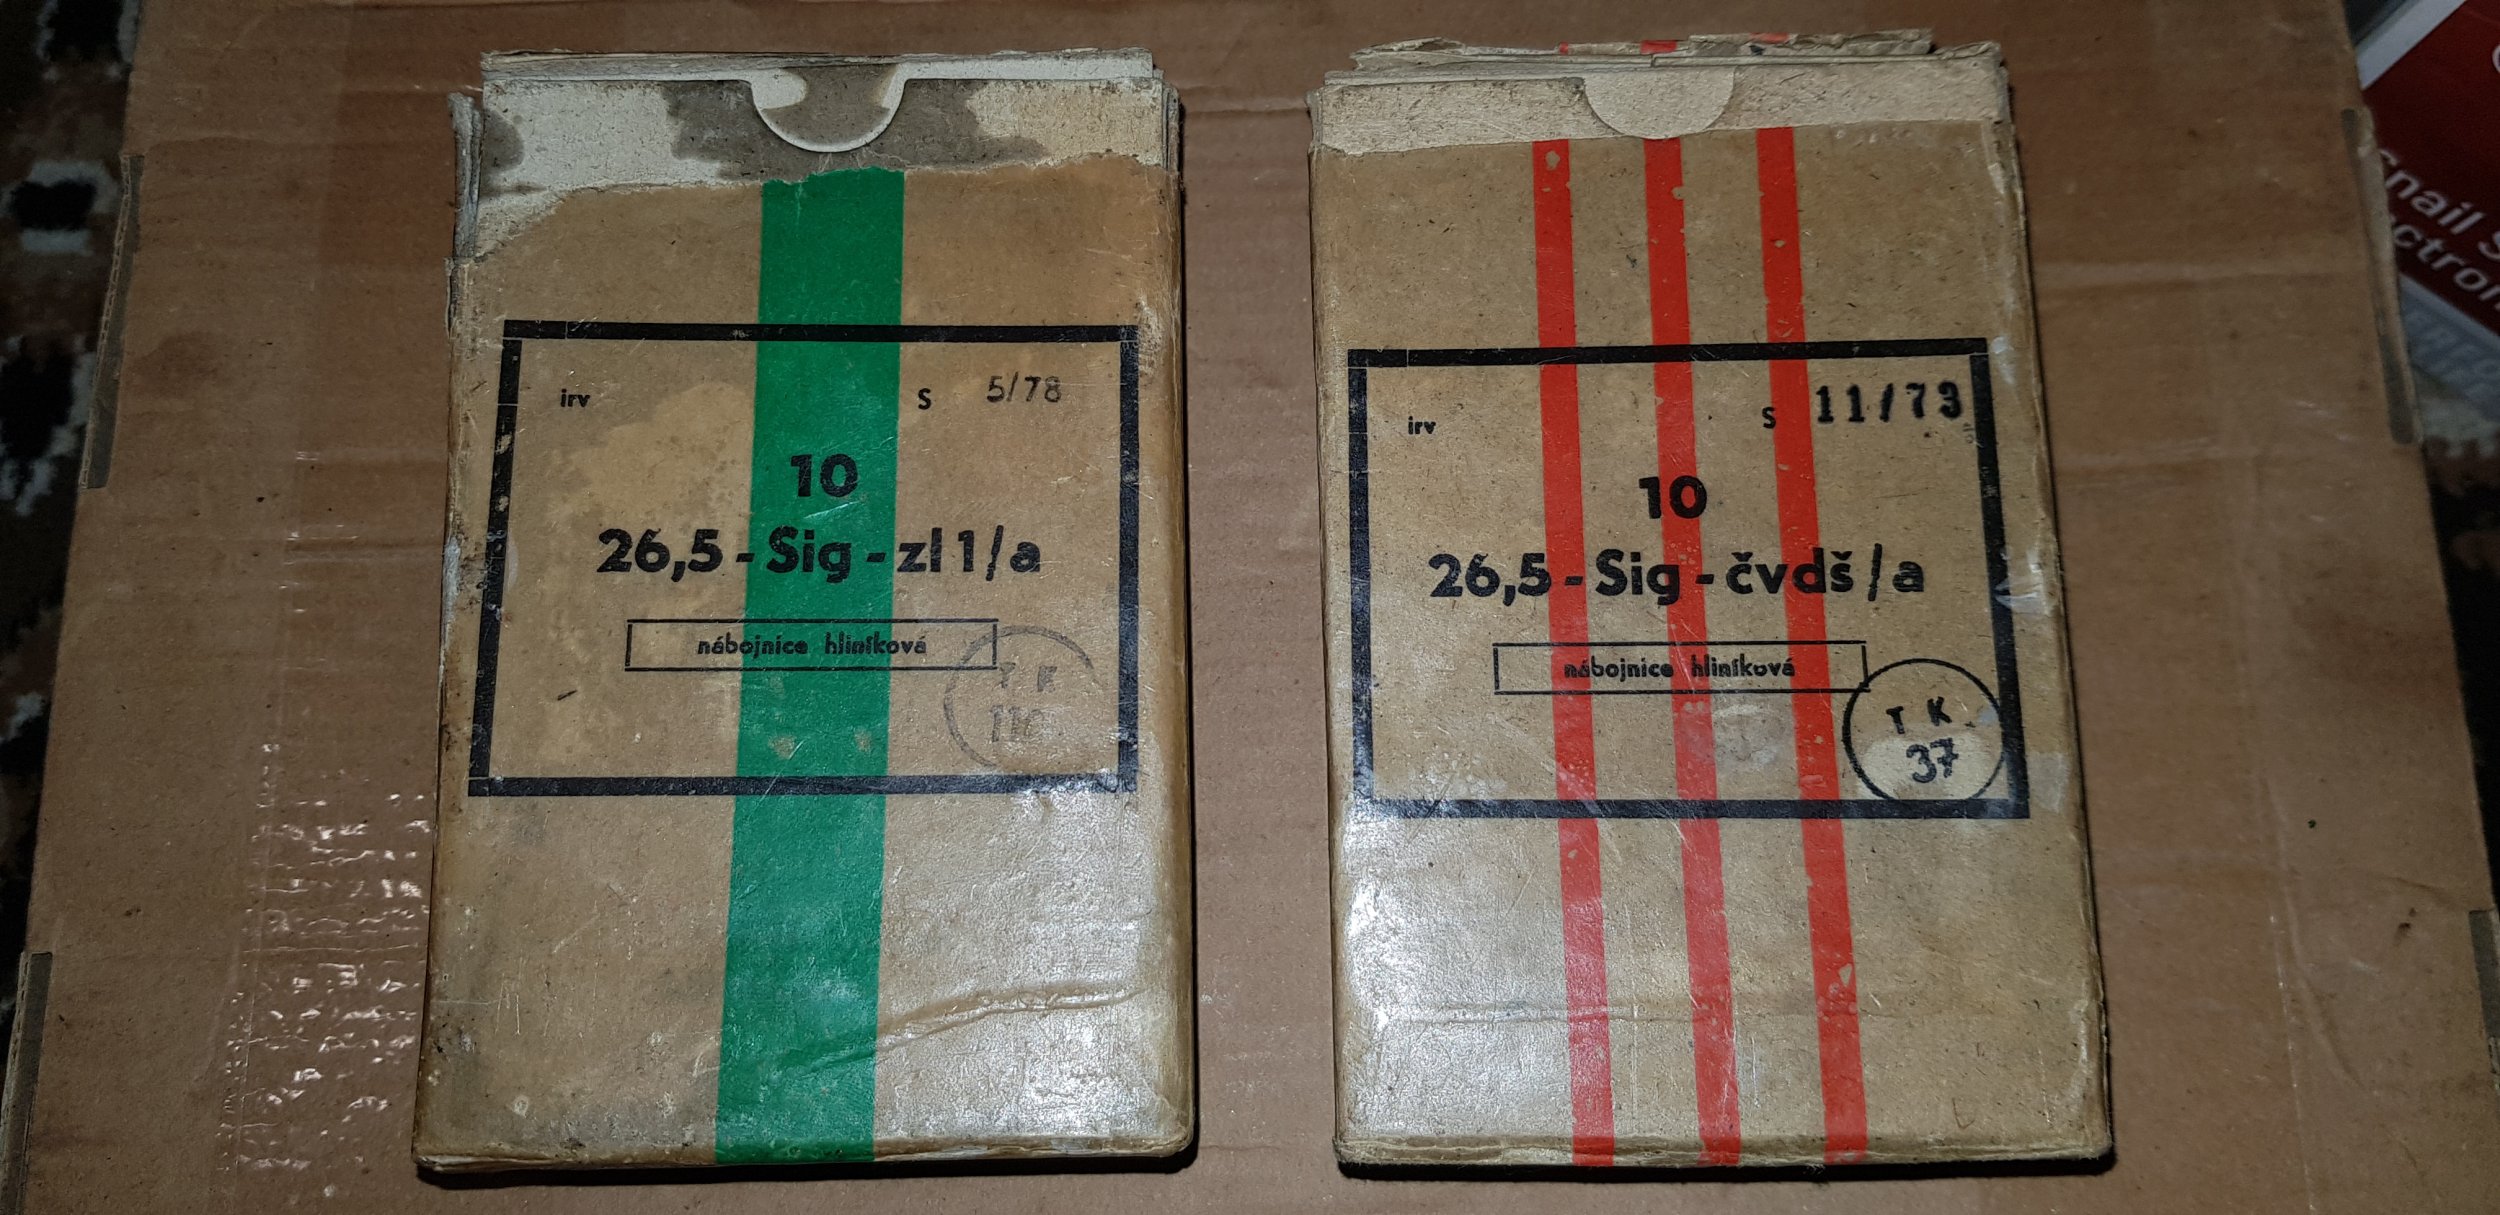 irv S 5/78
10
26,5 - Sig - zl 1/a
nábojnice hliníková
T K
irv S 11/73
10
26,5 - Sig - čvdš/a
nábojnice hliníková
T K
37
snail